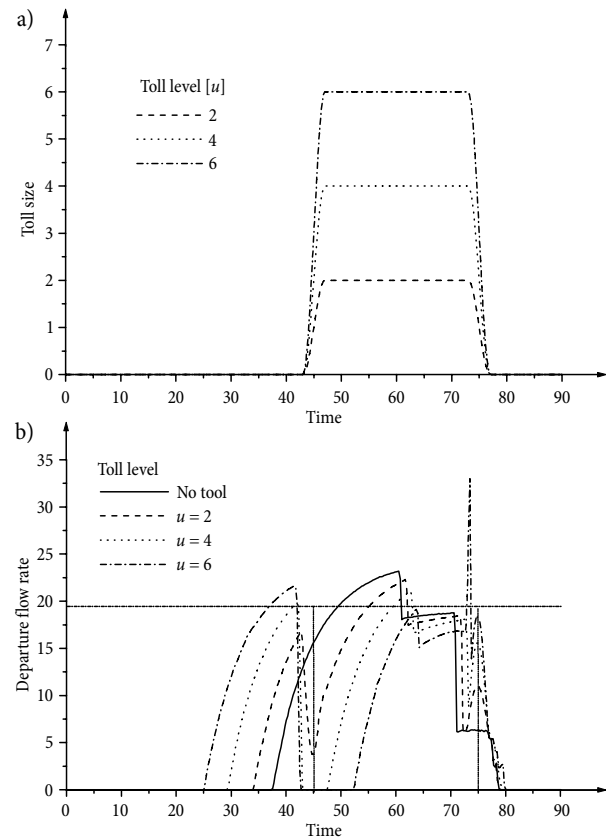 a)
7
6
5
4
3
2
1
0
Toll size
Toll level [u]
2
4
6
0 10 20 30 40 50 60 70 80 90
Time
b)
35
30
25
20
15
10
5
0
Departure flow rate
Toll level
No tool
u = 2
u = 4
u = 6
0 10 20 30 40 50 60 70 80 90
Time